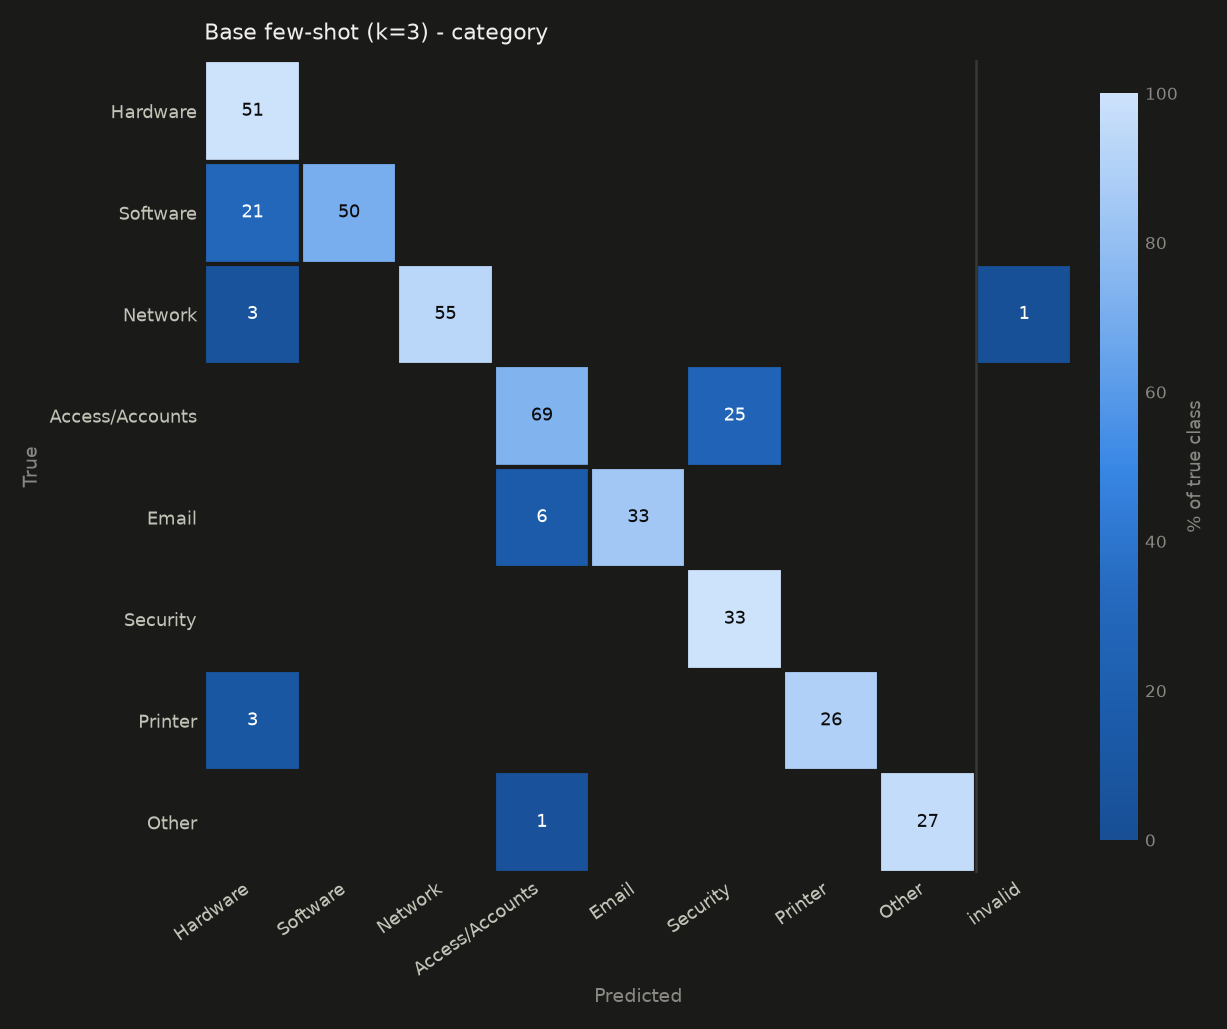 Base few-shot (k=3) - category
Hardware 51
Software 21 50
Network 3 55 1
Access/Accounts 69 25
Email 6 33
Security 33
Printer 3 26
Other 1 27
True
Hardware Software Network Access/Accounts Email Security Printer Other invalid
Predicted
100
80
60
40
20
0
% of true class